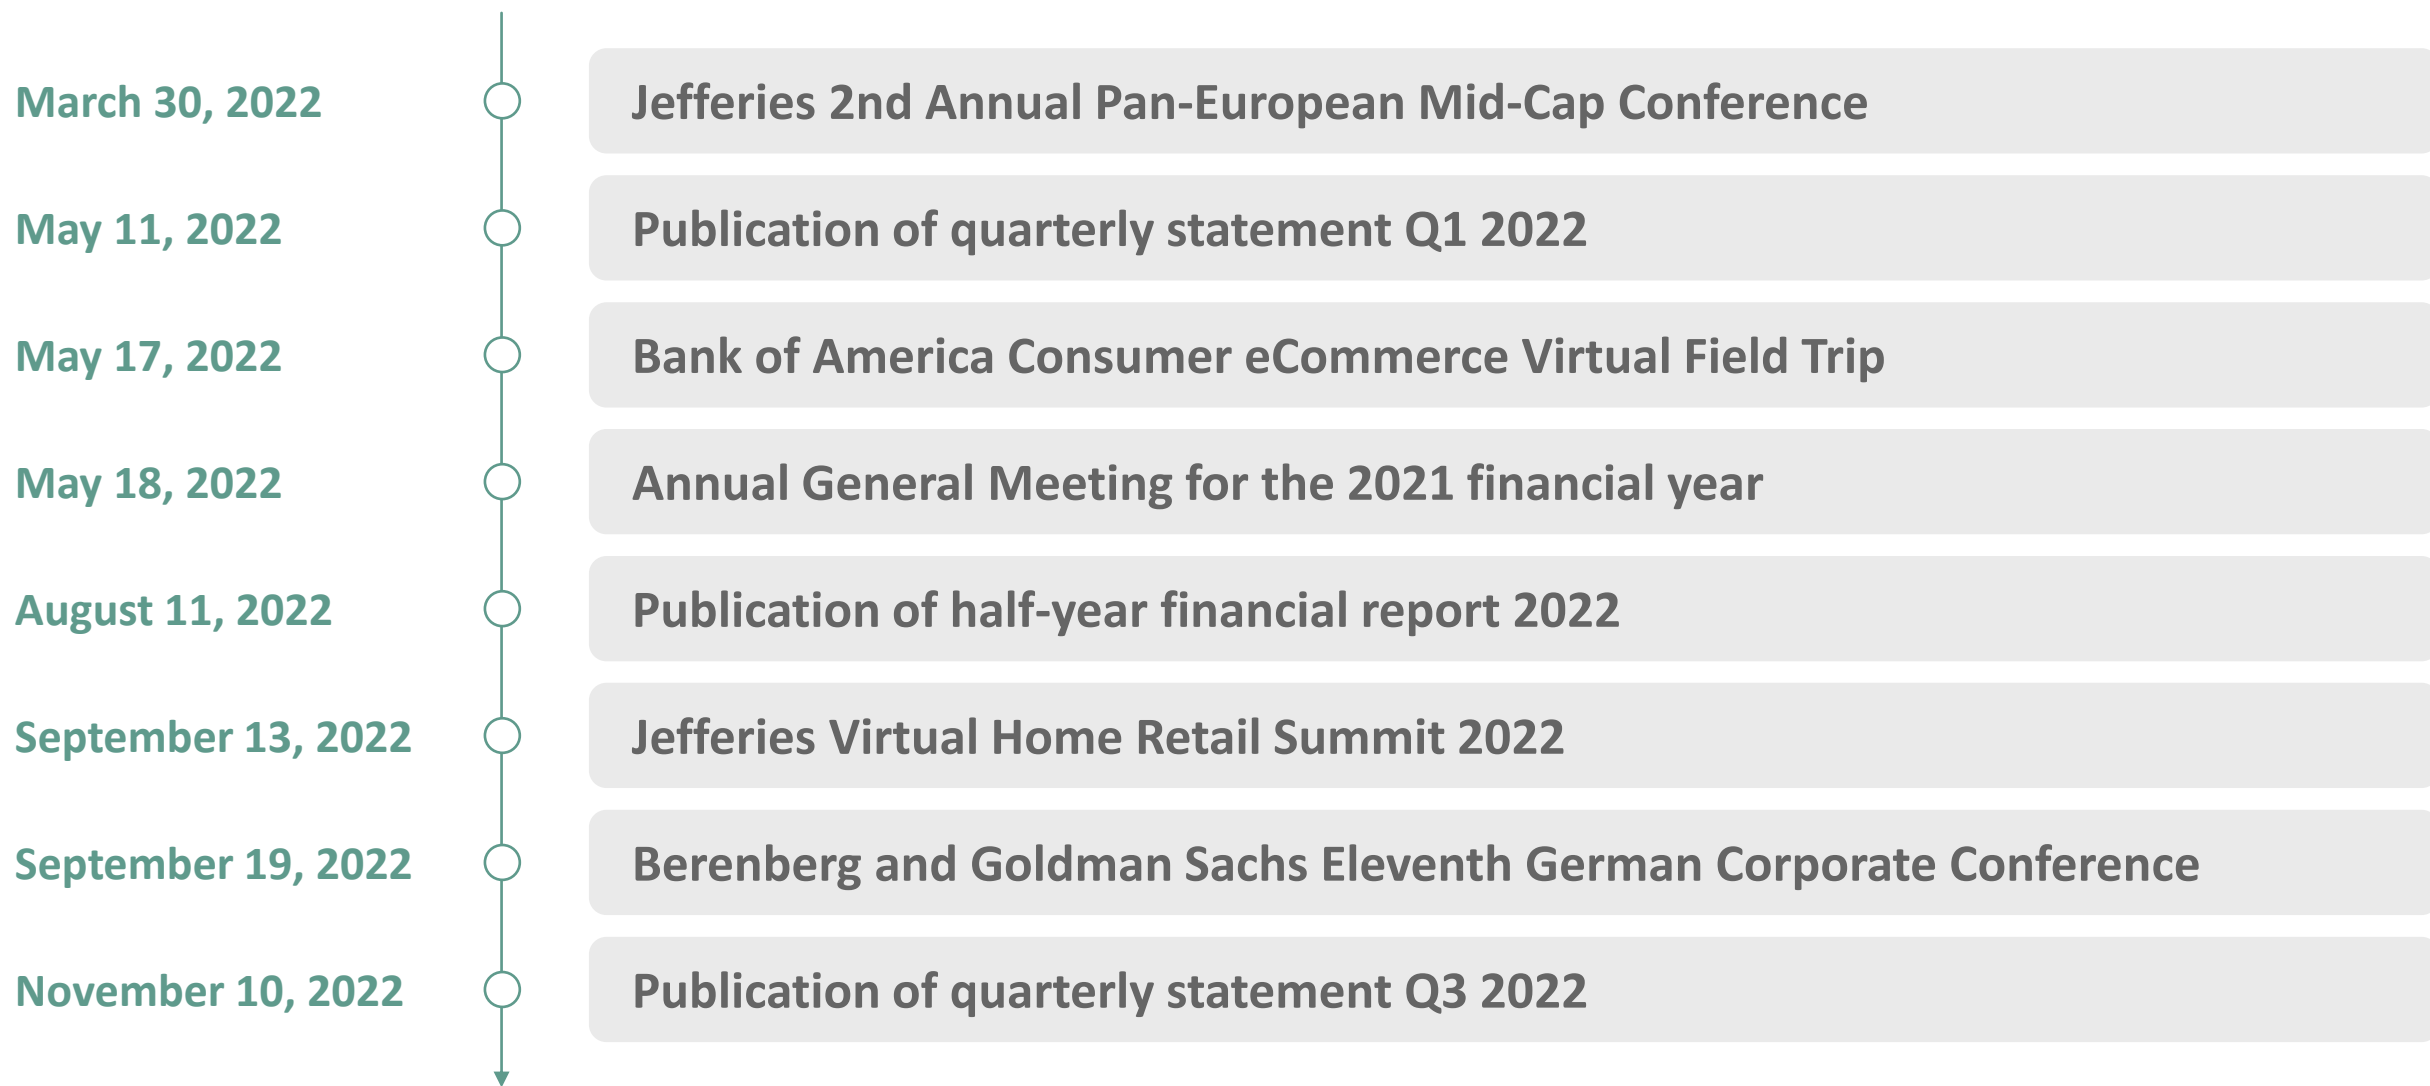 March 30, 2022 Jefferies 2nd Annual Pan-European Mid-Cap Conference
May 11, 2022 Publication of quarterly statement Q1 2022
May 17, 2022 Bank of America Consumer eCommerce Virtual Field Trip
May 18, 2022 Annual General Meeting for the 2021 financial year
August 11, 2022 Publication of half-year financial report 2022
September 13, 2022 Jefferies Virtual Home Retail Summit 2022
September 19, 2022 Berenberg and Goldman Sachs Eleventh German Corporate Conference
November 10, 2022 Publication of quarterly statement Q3 2022